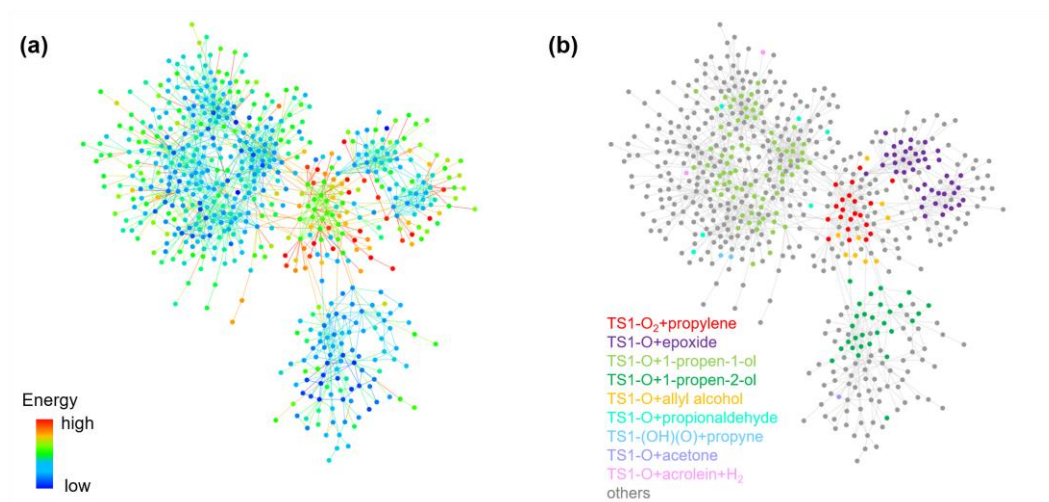 (a)
(b)
Energy
high
low
TS1-O₂+propylene
TS1-O+epoxide
TS1-O+1-propen-1-ol
TS1-O+1-propen-2-ol
TS1-O+allyl alcohol
TS1-O+propionaldehyde
TS1-(OH)(O)+propyne
TS1-O+acetone
TS1-O+acrolein+H₂
others